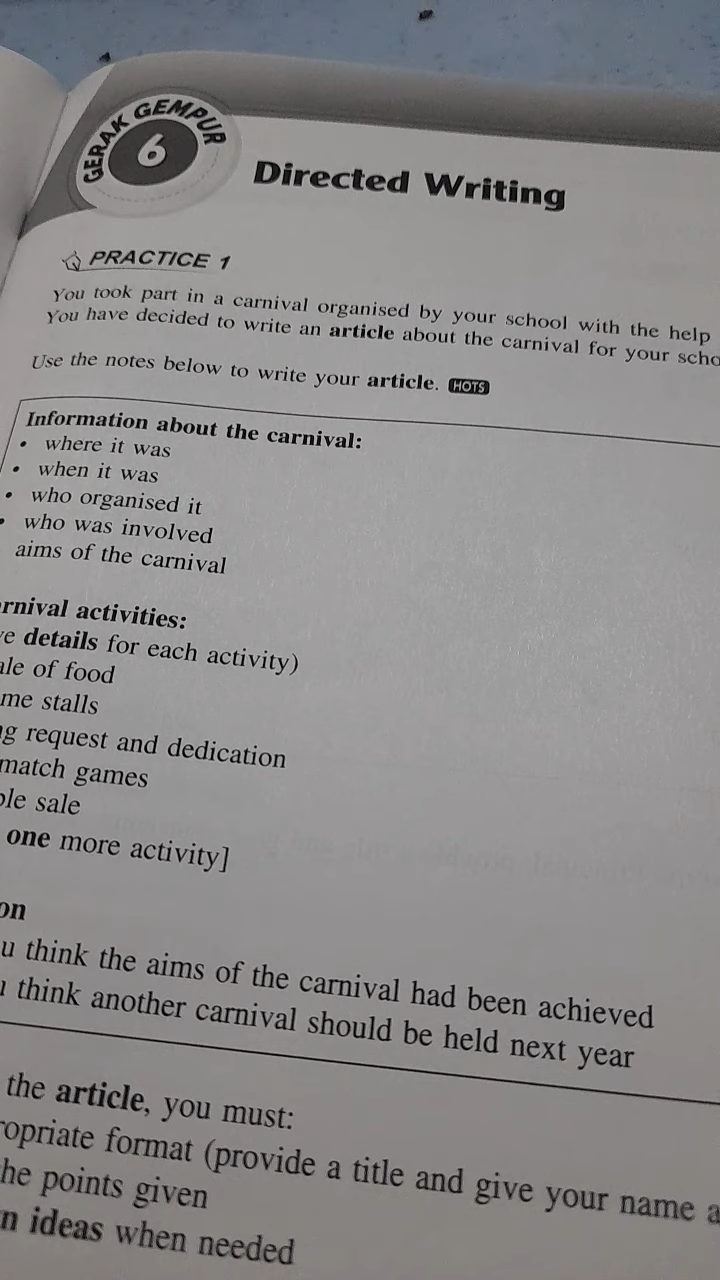 GERAK GEMPUR
6
Directed Writing
PRACTICE 1
You took part in a carnival organised by your school with the help
You have decided to write an article about the carnival for your scho
Use the notes below to write your article. HOTS
Information about the carnival:
• where it was
• when it was
• who organised it
• who was involved
aims of the carnival
rnival activities:
ve details for each activity)
ale of food
me stalls
ng request and dedication
match games
ble sale
one more activity]
on
u think the aims of the carnival had been achieved
u think another carnival should be held next year
the article, you must:
ropriate format (provide a title and give your name a
he points given
n ideas when needed